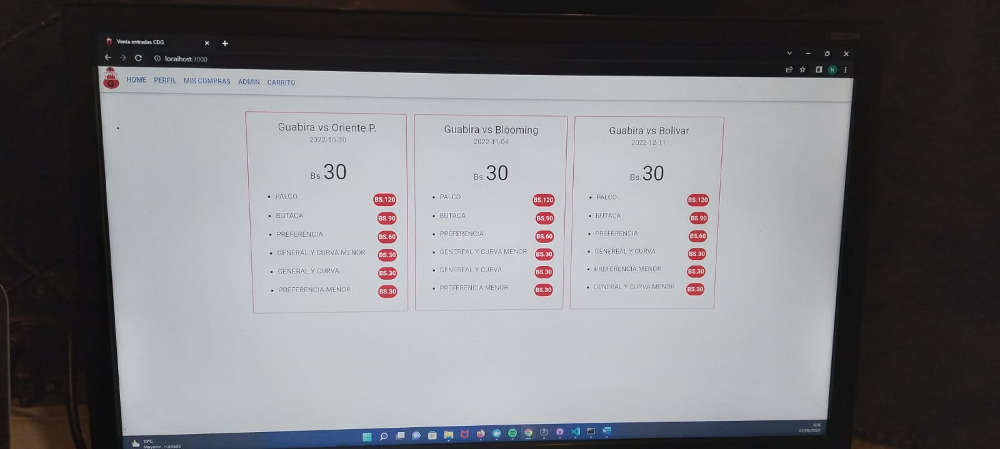 Venta entradas CDG
localhost:3000
N
G
HOME PERFIL MIS COMPRAS ADMIN CARRITO
Guabira vs Oriente P.
2022-10-30
Bs.30
PALCO BS.120
BUTACA BS.90
PREFERENCIA BS.60
GENERAL Y CURVA MENOR BS.30
GENERAL Y CURVA BS.30
PREFERENCIA MENOR BS.30
Guabira vs Blooming
2022-11-04
Bs.30
PALCO BS.120
BUTACA BS.90
PREFERENCIA BS.60
GENEREAL Y CURVA MENOR BS.30
GENEREAL Y CURVA BS.30
PREFERENCIA MENOR BS.30
Guabira vs Bolivar
2022-12-11
Bs.30
PALCO BS.120
BUTACA BS.90
PREFERENCIA BS.60
GENEREAL Y CURVA BS.30
PREFERENCIA MENOR BS.30
GENERAL Y CURVA MENOR BS.30
19°C
Mayorm. nublado
23/09/2022